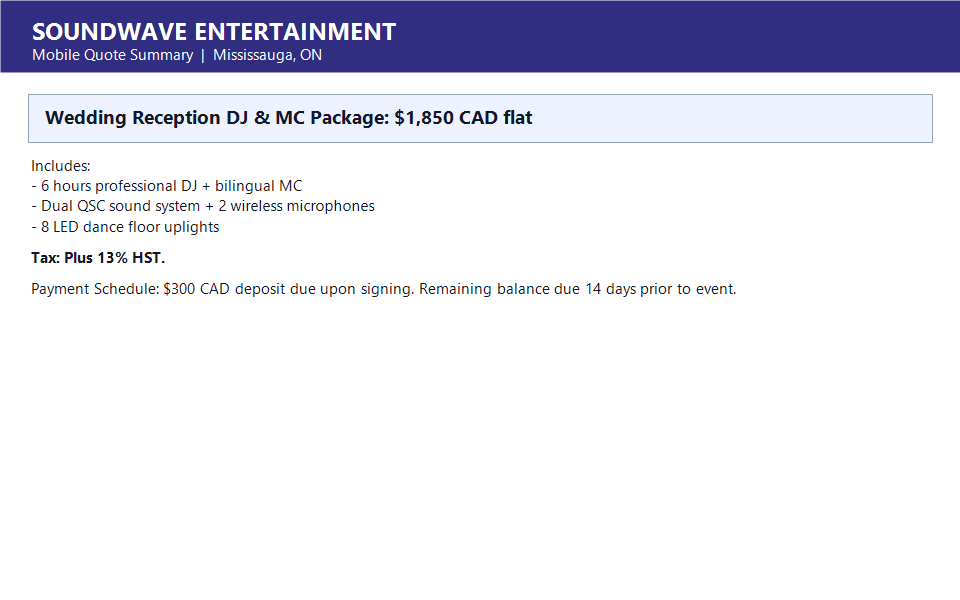 SOUNDWAVE ENTERTAINMENT
Mobile Quote Summary | Mississauga, ON
Wedding Reception DJ & MC Package: $1,850 CAD flat
Includes:
- 6 hours professional DJ + bilingual MC
- Dual QSC sound system + 2 wireless microphones
- 8 LED dance floor uplights
Tax: Plus 13% HST.
Payment Schedule: $300 CAD deposit due upon signing. Remaining balance due 14 days prior to event.